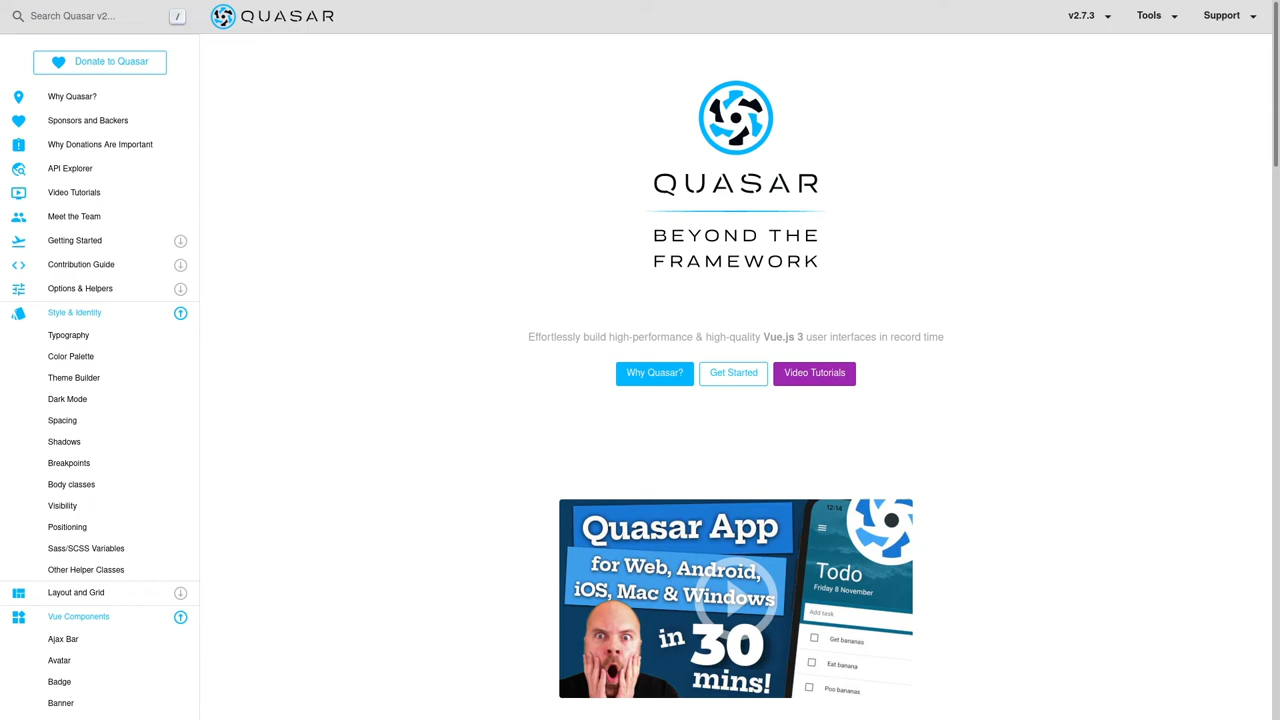 Search Quasar v2...
/
QUASAR
v2.7.3
Tools
Support
Donate to Quasar
Why Quasar?
Sponsors and Backers
Why Donations Are Important
API Explorer
Video Tutorials
Meet the Team
Getting Started
Contribution Guide
Options & Helpers
Style & Identity
Typography
Color Palette
Theme Builder
Dark Mode
Spacing
Shadows
Breakpoints
Body classes
Visibility
Positioning
Sass/SCSS Variables
Other Helper Classes
Layout and Grid
Vue Components
Ajax Bar
Avatar
Badge
Banner
QUASAR
BEYOND THE
FRAMEWORK
Effortlessly build high-performance & high-quality Vue.js 3 user interfaces in record time
Why Quasar?
Get Started
Video Tutorials
Quasar App
for Web, Android,
iOS, Mac & Windows
in 30
mins!
12:14
Todo
Friday 8 November
Add task
Get bananas
Eat banana
Poo bananas